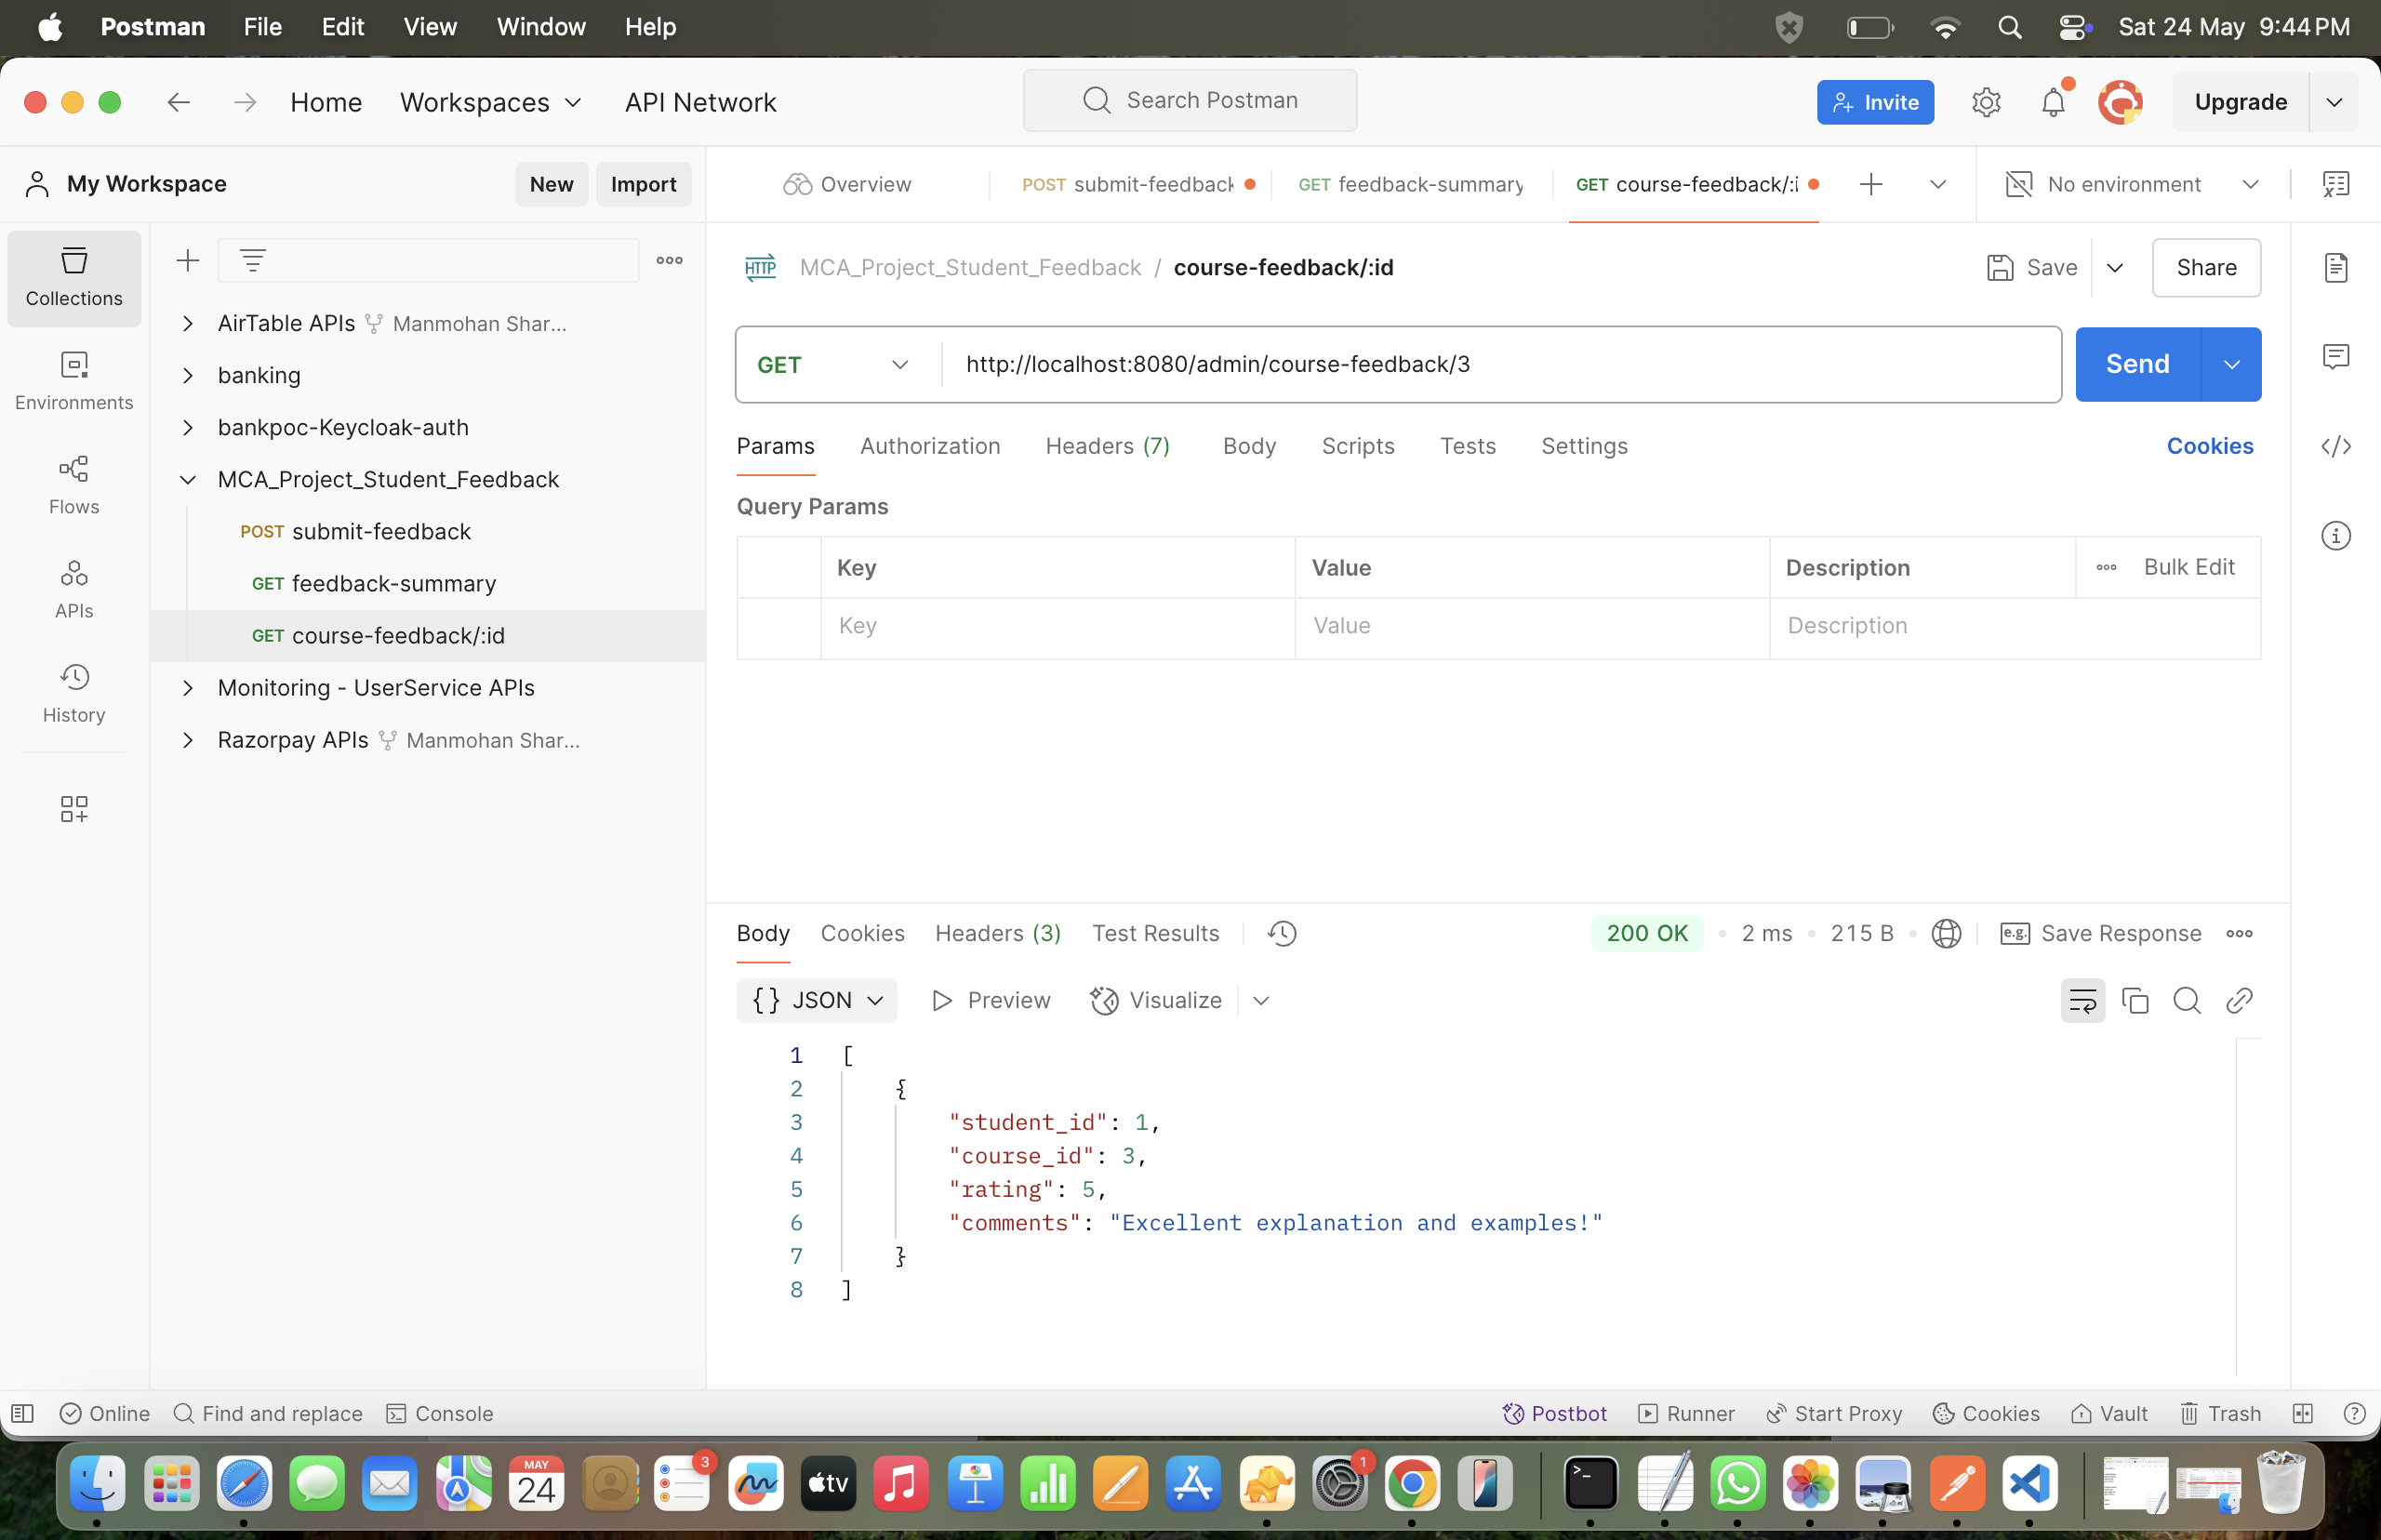 Postman File Edit View Window Help Sat 24 May 9:44 PM
Home Workspaces API Network Search Postman Invite Upgrade
My Workspace New Import Overview POST submit-feedback GET feedback-summary GET course-feedback/:i No environment
Collections
Environments
Flows
APIs
History
AirTable APIs Manmohan Shar...
banking
bankpoc-Keycloak-auth
MCA_Project_Student_Feedback
POST submit-feedback
GET feedback-summary
GET course-feedback/:id
Monitoring - UserService APIs
Razorpay APIs Manmohan Shar...
HTTP MCA_Project_Student_Feedback / course-feedback/:id Save Share
GET http://localhost:8080/admin/course-feedback/3 Send
Params Authorization Headers (7) Body Scripts Tests Settings Cookies
Query Params
Key Value Description Bulk Edit
Key Value Description
Body Cookies Headers (3) Test Results 200 OK 2 ms 215 B e.g. Save Response
{} JSON Preview Visualize
1 [
2 {
3 "student_id": 1,
4 "course_id": 3,
5 "rating": 5,
6 "comments": "Excellent explanation and examples!"
7 }
8 ]
Online Find and replace Console Postbot Runner Start Proxy Cookies Vault Trash
MAY
24
3
tv
1